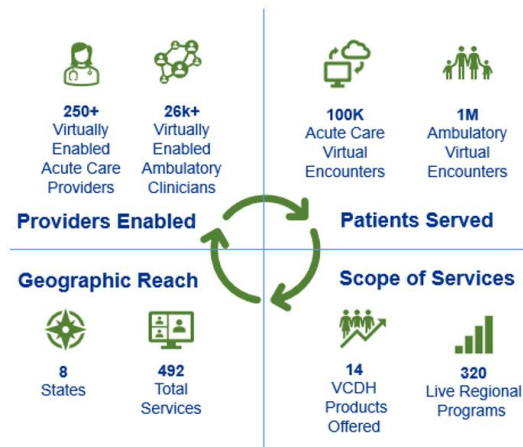 250+
Virtually
Enabled
Acute Care
Providers
26k+
Virtually
Enabled
Ambulatory
Clinicians
Providers Enabled
100K
Acute Care
Virtual
Encounters
1M
Ambulatory
Virtual
Encounters
Patients Served
Geographic Reach
8
States
492
Total
Services
Scope of Services
14
VCDH
Products
Offered
320
Live Regional
Programs